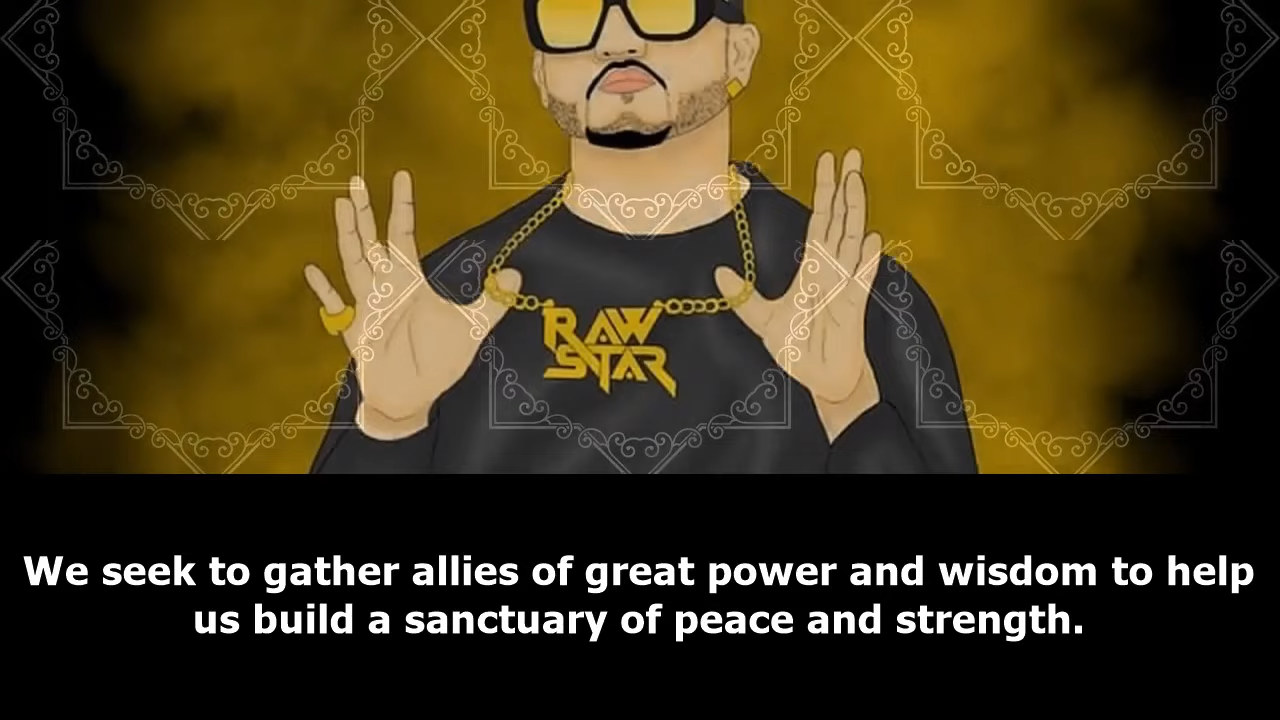 RAW
STAR
We seek to gather allies of great power and wisdom to help
us build a sanctuary of peace and strength.